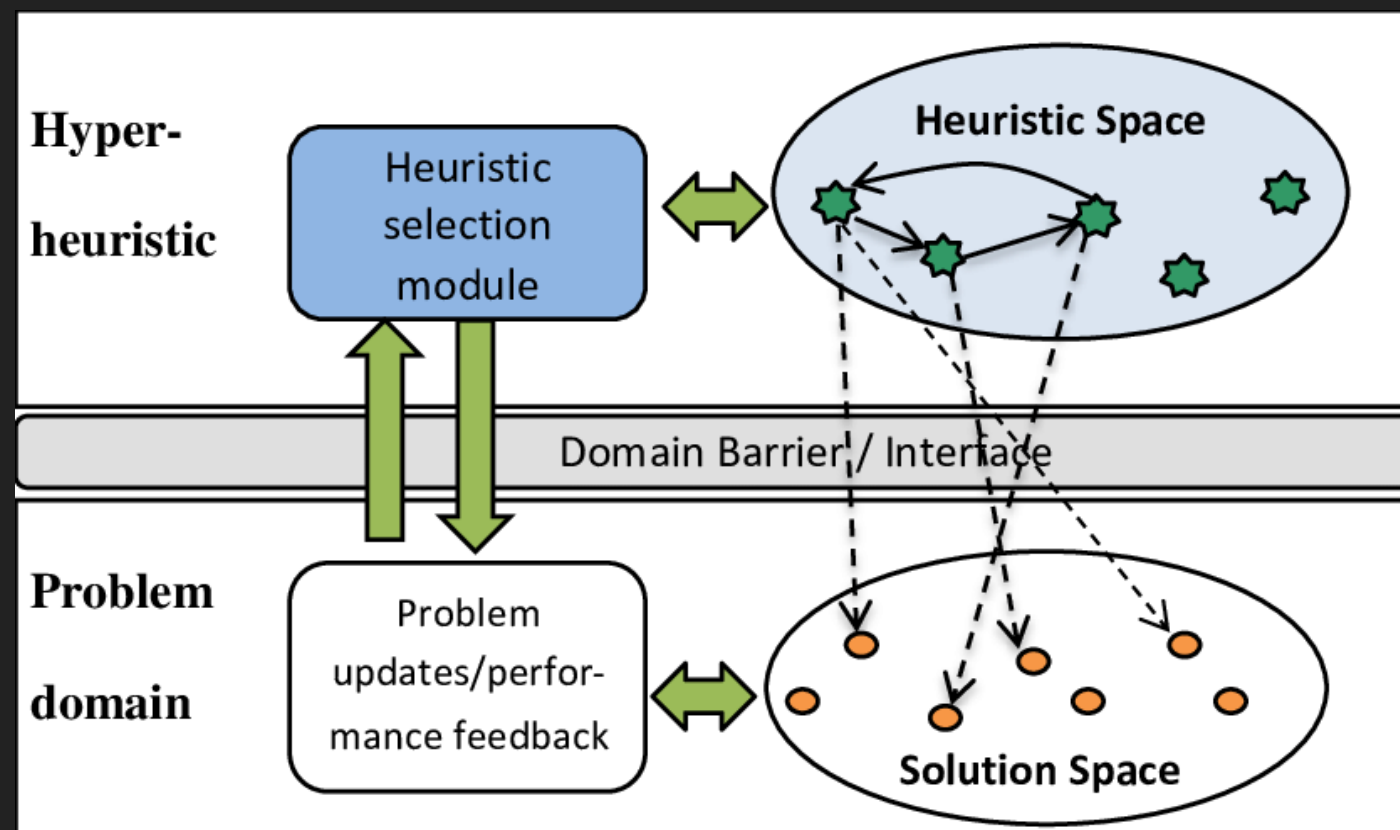 Hyper-
heuristic
Heuristic
selection
module
Heuristic Space
Domain Barrier / Interface
Problem
domain
Problem
updates/perfor-
mance feedback
Solution Space